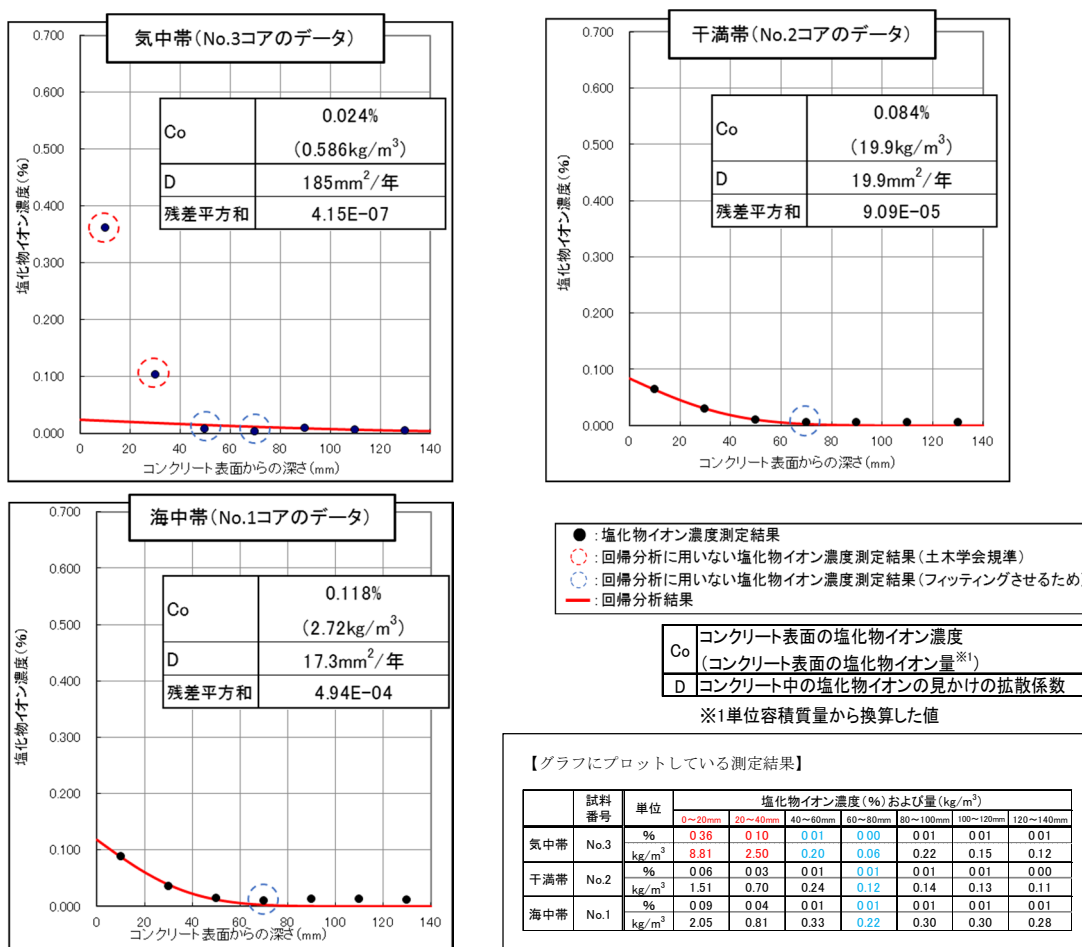 気中帯(No.3コアのデータ)
0.700
0.600
0.500
0.400
0.300
0.200
0.100
0.000
塩化物イオン濃度(%)
Co 0.024%
(0.586kg/m³)
D 185mm²/年
残差平方和 4.15E-07
0 20 40 60 80 100 120 140
コンクリート表面からの深さ(mm)
干満帯(No.2コアのデータ)
0.700
0.600
0.500
0.400
0.300
0.200
0.100
0.000
塩化物イオン濃度(%)
Co 0.084%
(19.9kg/m³)
D 19.9mm²/年
残差平方和 9.09E-05
0 20 40 60 80 100 120 140
コンクリート表面からの深さ(mm)
海中帯(No.1コアのデータ)
0.700
0.600
0.500
0.400
0.300
0.200
0.100
0.000
塩化物イオン濃度(%)
Co 0.118%
(2.72kg/m³)
D 17.3mm²/年
残差平方和 4.94E-04
0 20 40 60 80 100 120 140
コンクリート表面からの深さ(mm)
:塩化物イオン濃度測定結果
:回帰分析に用いない塩化物イオン濃度測定結果(土木学会規準)
:回帰分析に用いない塩化物イオン濃度測定結果(フィッティングさせるため)
:回帰分析結果
Co コンクリート表面の塩化物イオン濃度
(コンクリート表面の塩化物イオン量※1)
D コンクリート中の塩化物イオンの見かけの拡散係数
※1単位容積質量から換算した値
【グラフにプロットしている測定結果】
試料番号 単位 塩化物イオン濃度(%)および量(kg/m³)
0~20mm 20~40mm 40~60mm 60~80mm 80~100mm 100~120mm 120~140mm
気中帯 No.3 % 0 36 0 10 0 01 0 00 0 01 0 01 0 01
kg/m³ 8.81 2.50 0.20 0.06 0.22 0.15 0.12
干満帯 No.2 % 0 06 0 03 0 01 0 01 0 01 0 01 0 00
kg/m³ 1.51 0.70 0.24 0.12 0.14 0.13 0.11
海中帯 No.1 % 0 09 0 04 0 01 0 01 0 01 0 01 0 01
kg/m³ 2.05 0.81 0.33 0.22 0.30 0.30 0.28